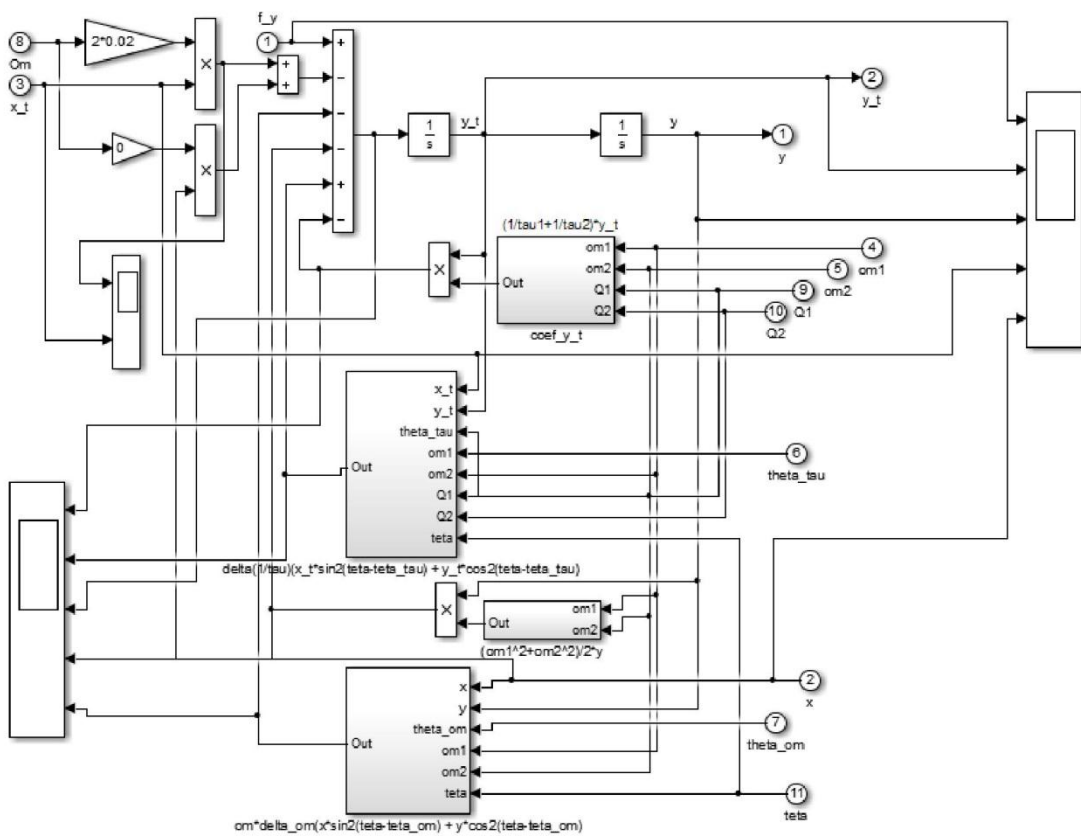 f_y
8
2*0.02
1
Om
×
+
+
+
−
3
x_t
−
y_t
2
y_t
1
s
y_t
1
s
y
1
y
0
×
−
+
−
(1/tau1+1/tau2)*y_t
om1
4
om1
×
om2
5
om2
Out
Q1
9
Q1
Q2
10
Q2
coef_y_t
x_t
y_t
theta_tau
om1
6
theta_tau
Out
om2
Q1
Q2
teta
delta(1/tau)(x_t*sin2(teta-teta_tau) + y_t*cos2(teta-teta_tau)
×
om1
Out
om2
(om1^2+om2^2)/2*y
x
2
x
y
theta_om
7
theta_om
Out
om1
om2
teta
11
teta
om*delta_om(x*sin2(teta-teta_om) + y*cos2(teta-teta_om)